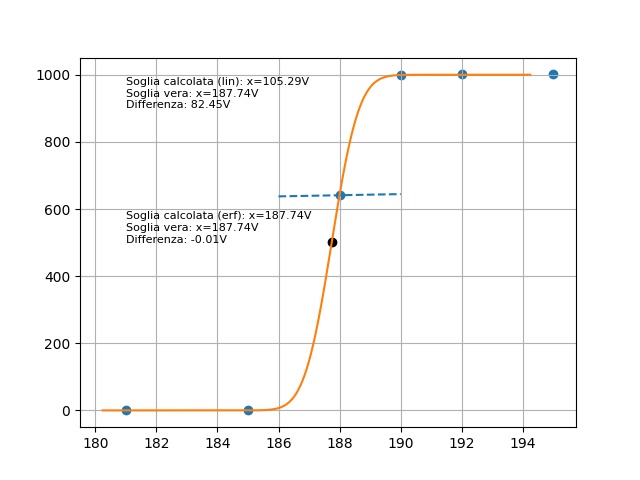 1000
Soglia calcolata (lin): x=105.29V
Soglia vera: x=187.74V
Differenza: 82.45V
800
600
Soglia calcolata (erf): x=187.74V
Soglia vera: x=187.74V
Differenza: -0.01V
400
200
0
180 182 184 186 188 190 192 194